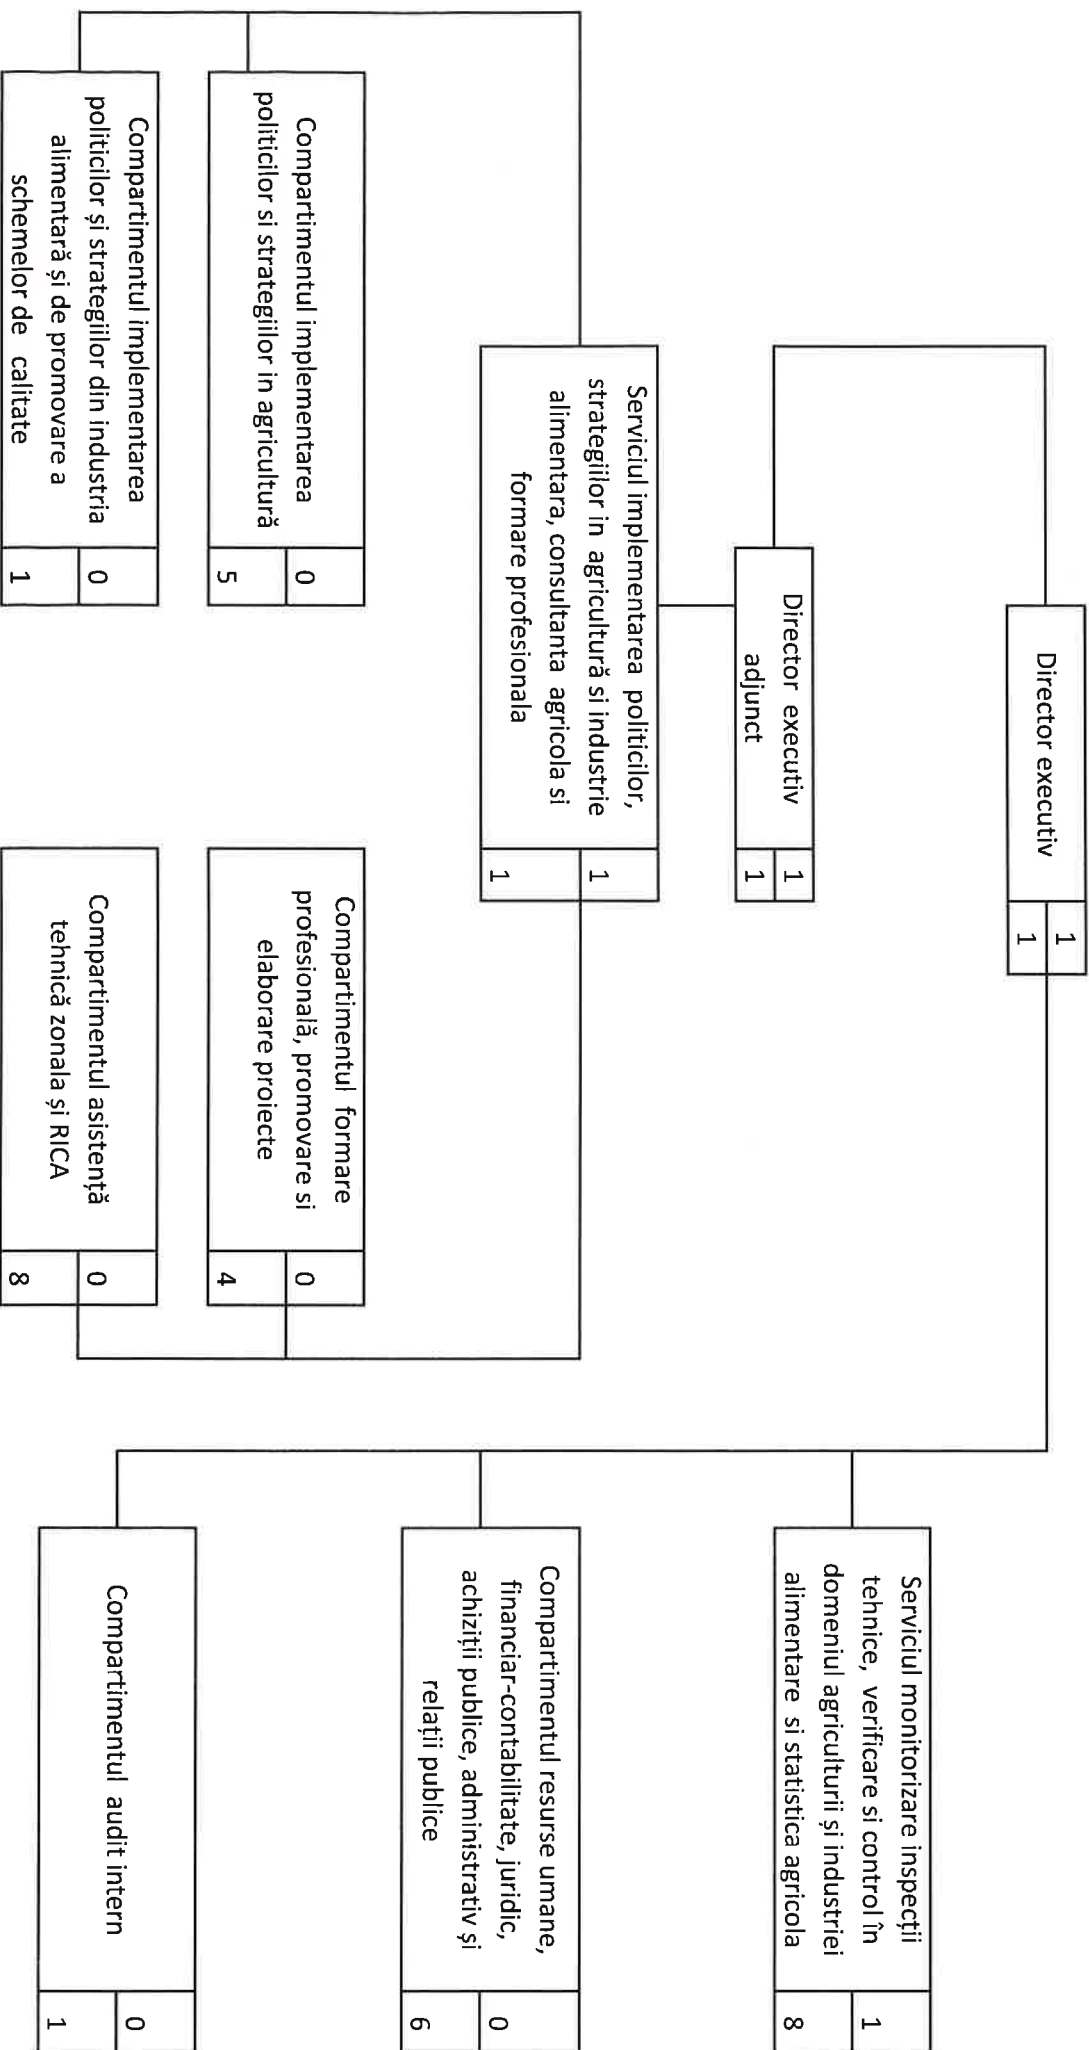 Director executiv
1
1
Director executiv
adjunct
1
1
Serviciul implementarea politicilor,
strategiilor in agricultură si industrie
alimentara, consultanta agricola si
formare profesionala
1
1
Compartimentul implementarea
politicilor si strategiilor in agricultură
0
5
Compartimentul implementarea
politicilor și strategiilor din industria
alimentară și de promovare a
schemelor de calitate
0
1
Compartimentul formare
profesională, promovare si
elaborare proiecte
0
4
Compartimentul asistență
tehnică zonala și RICA
0
8
Serviciul monitorizare inspecții
tehnice, verificare si control în
domeniul agriculturii și industriei
alimentare si statistica agricola
1
8
Compartimentul resurse umane,
financiar-contabilitate, juridic,
achiziții publice, administrativ și
relații publice
0
6
Compartimentul audit intern
0
1